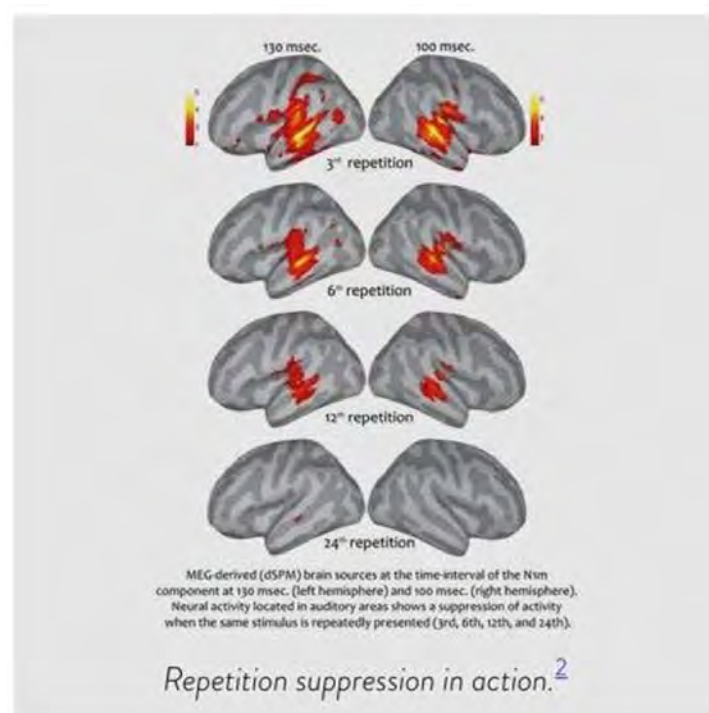 130 msec. 100 msec.
3rd repetition
6th repetition
12th repetition
24th repetition
MEG-derived (dSPM) brain sources at the time-interval of the N1m
component at 130 msec. (left hemisphere) and 100 msec. (right hemisphere).
Neural activity located in auditory areas shows a suppression of activity
when the same stimulus is repeatedly presented (3rd, 6th, 12th, and 24th).
Repetition suppression in action.2